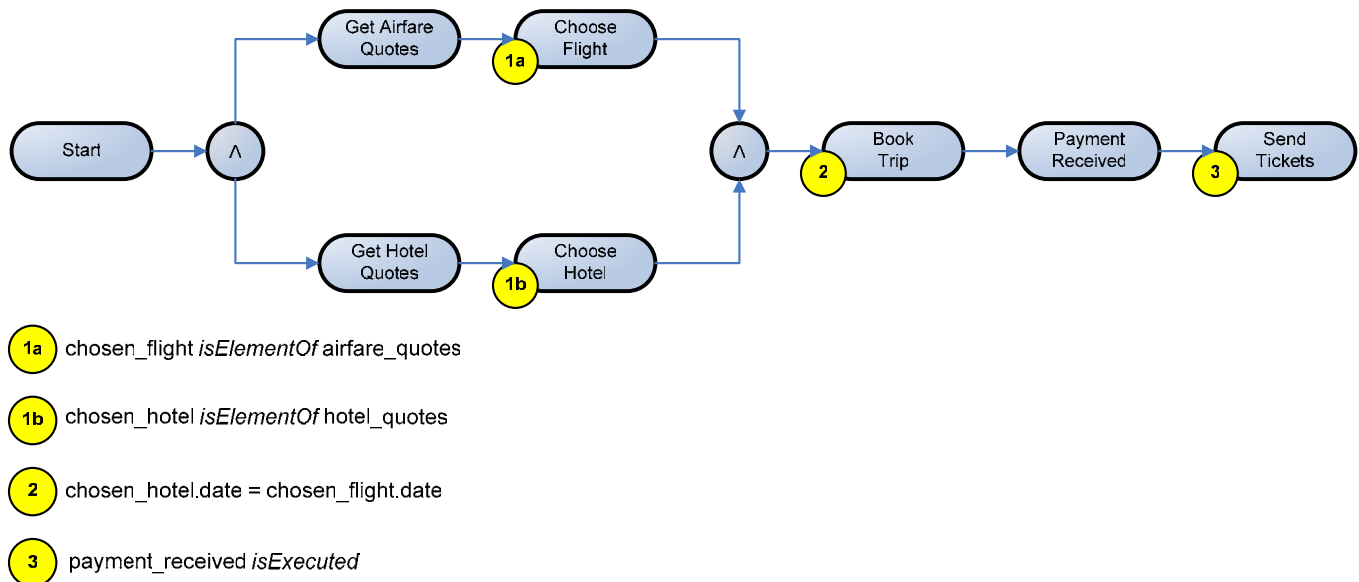 Get Airfare
Quotes
Choose
Flight
1a
Start
Λ
Λ
Book
Trip
2
Payment
Received
Send
Tickets
3
Get Hotel
Quotes
Choose
Hotel
1b
1a chosen_flight isElementOf airfare_quotes
1b chosen_hotel isElementOf hotel_quotes
2 chosen_hotel.date = chosen_flight.date
3 payment_received isExecuted